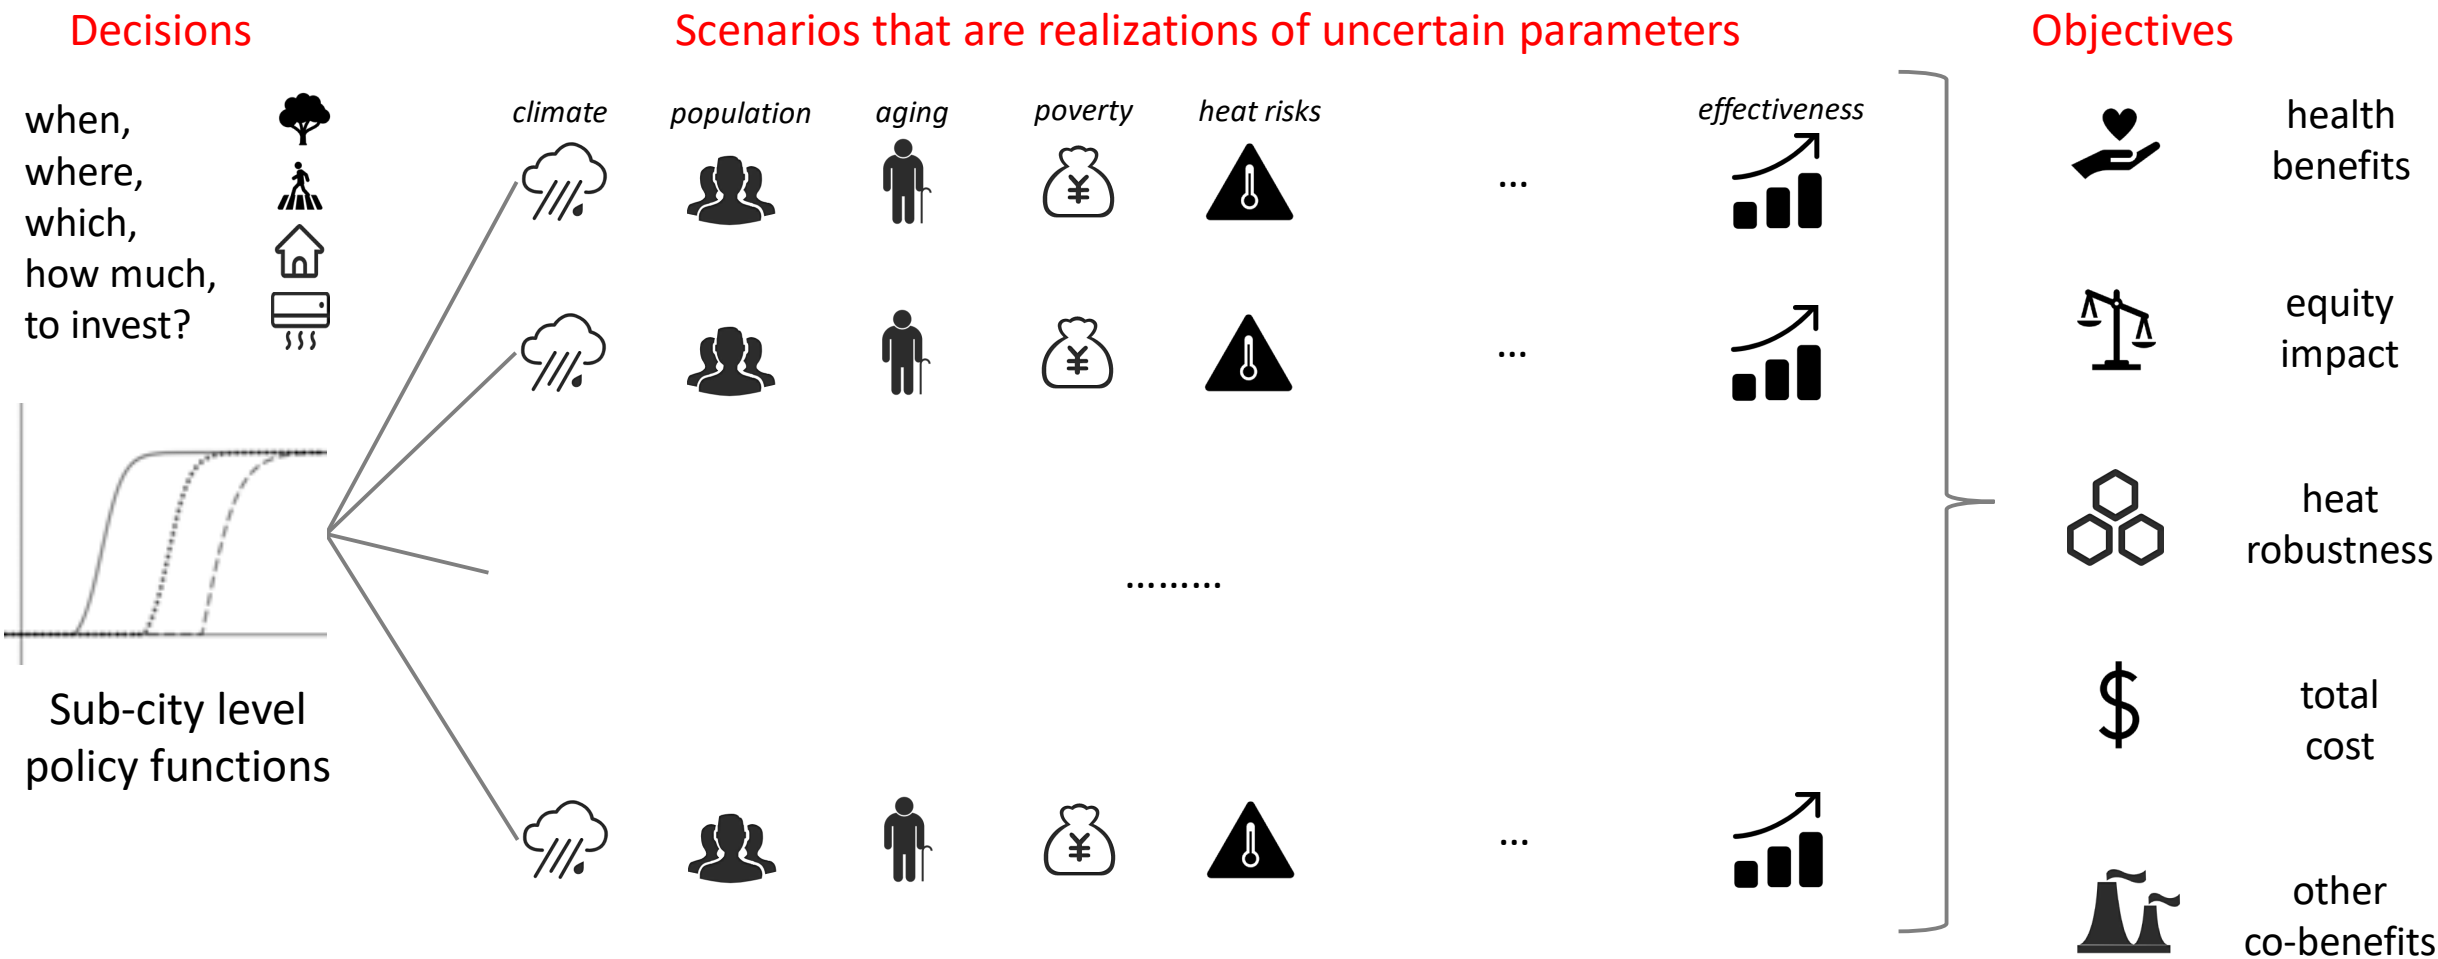 Decisions
Scenarios that are realizations of uncertain parameters
Objectives
when,
where,
which,
how much,
to invest?
Sub-city level
policy functions
climate
population
aging
poverty
heat risks
effectiveness
¥
...
¥
...
.........
¥
...
health
benefits
equity
impact
heat
robustness
$
total
cost
other
co-benefits